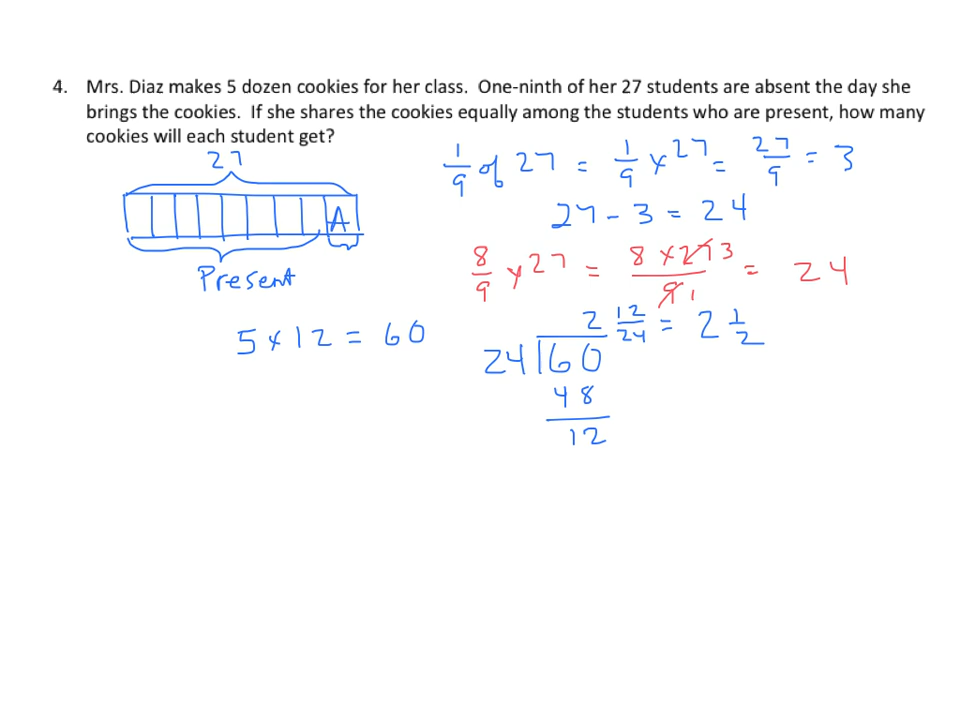 4. Mrs. Diaz makes 5 dozen cookies for her class. One-ninth of her 27 students are absent the day she
brings the cookies. If she shares the cookies equally among the students who are present, how many
cookies will each student get?
27
1/9 of 27 = 1/9 x 27 = 27/9 = 3
A
27 - 3 = 24
Present
8/9 x 27 = 8 x 27 3 / 9 1 = 24
5 x 12 = 60
2 12/24 = 2 1/2
24 60
48
12